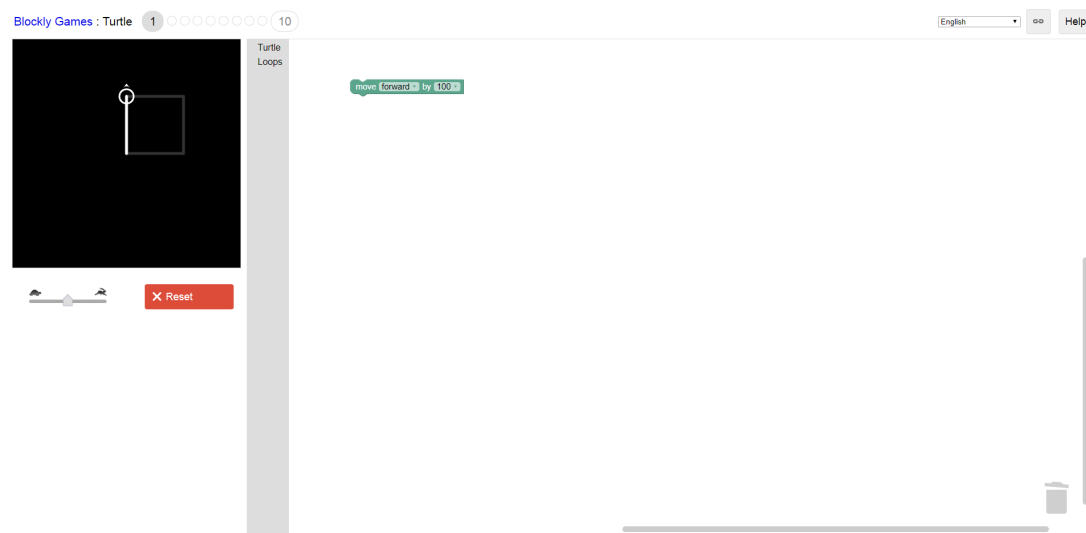 Blockly Games : Turtle 1 10 English Help
Turtle
Loops
move forward by 100
Reset